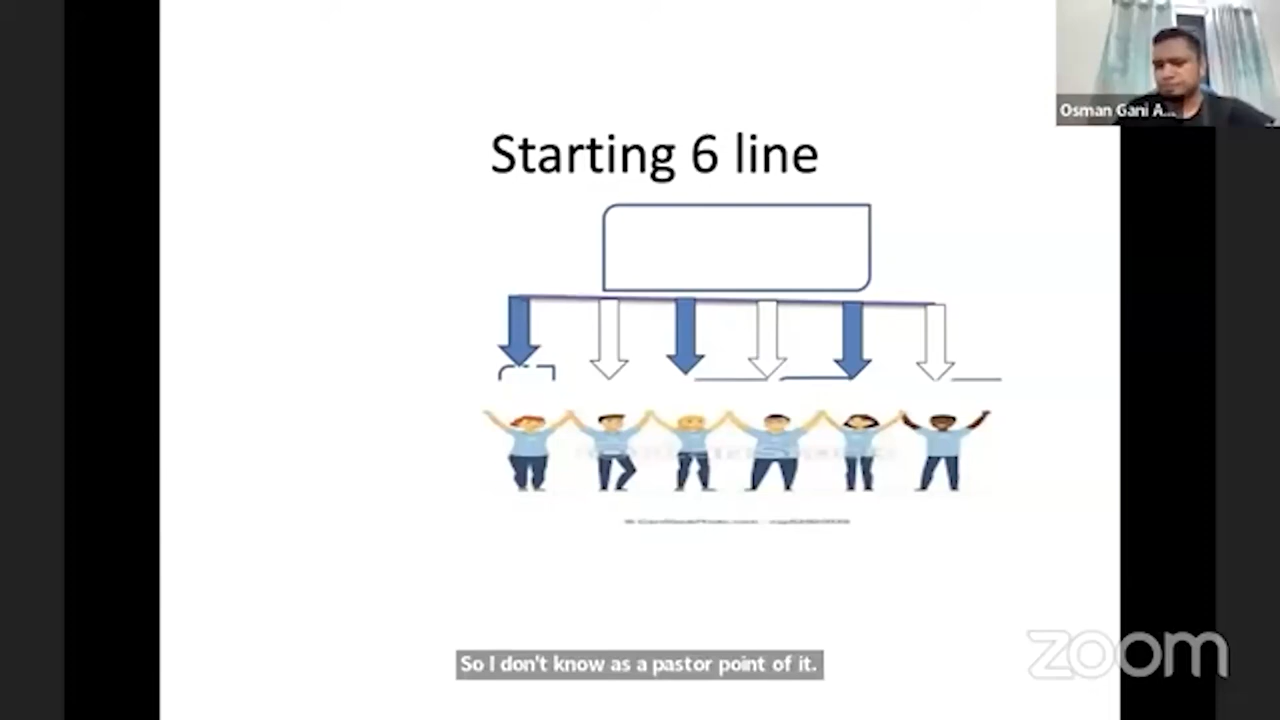 Osman Gani A...
Starting 6 line
So I don't know as a pastor point of it.
zoom